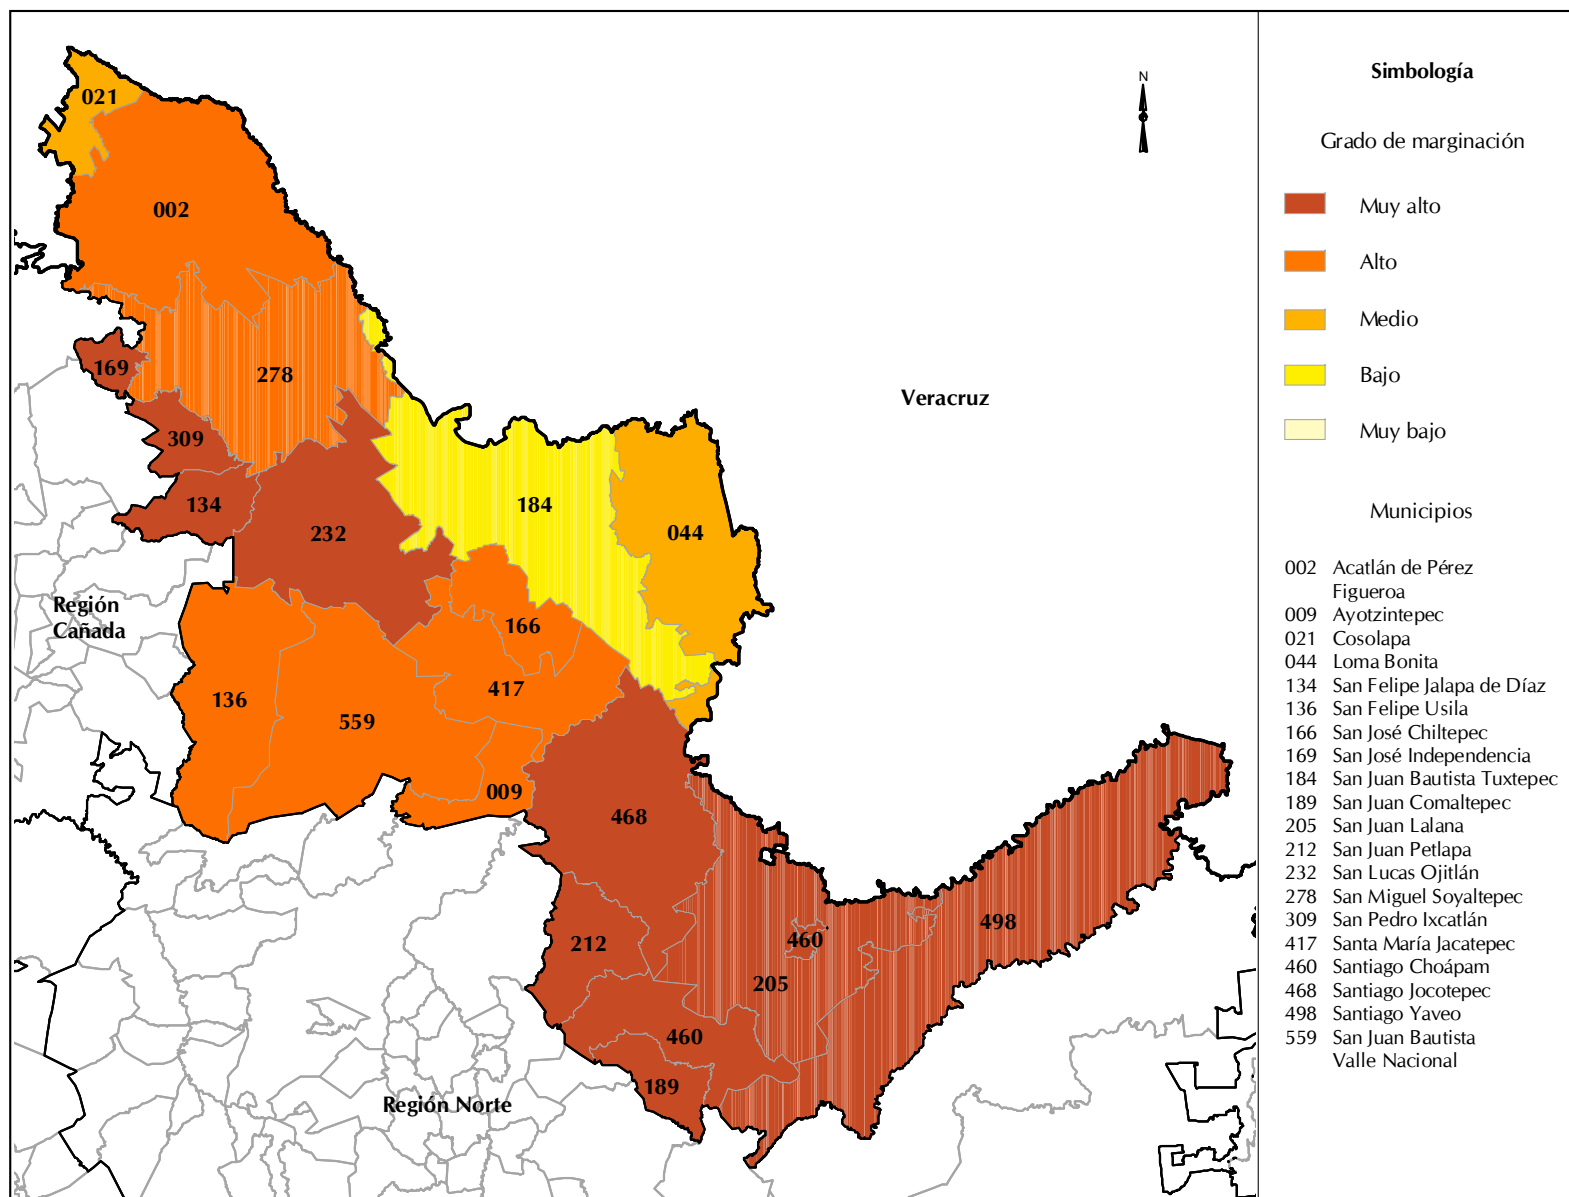 021
N
002
169
278
Veracruz
309
134
184
232
044
Región
Cañada
166
136
417
559
009
468
498
212
460
205
460
189
Región Norte
Simbología
Grado de marginación
Muy alto
Alto
Medio
Bajo
Muy bajo
Municipios
002 Acatlán de Pérez
Figueroa
009 Ayotzintepec
021 Cosolapa
044 Loma Bonita
134 San Felipe Jalapa de Díaz
136 San Felipe Usila
166 San José Chiltepec
169 San José Independencia
184 San Juan Bautista Tuxtepec
189 San Juan Comaltepec
205 San Juan Lalana
212 San Juan Petlapa
232 San Lucas Ojitlán
278 San Miguel Soyaltepec
309 San Pedro Ixcatlán
417 Santa María Jacatepec
460 Santiago Choápam
468 Santiago Jocotepec
498 Santiago Yaveo
559 San Juan Bautista
Valle Nacional